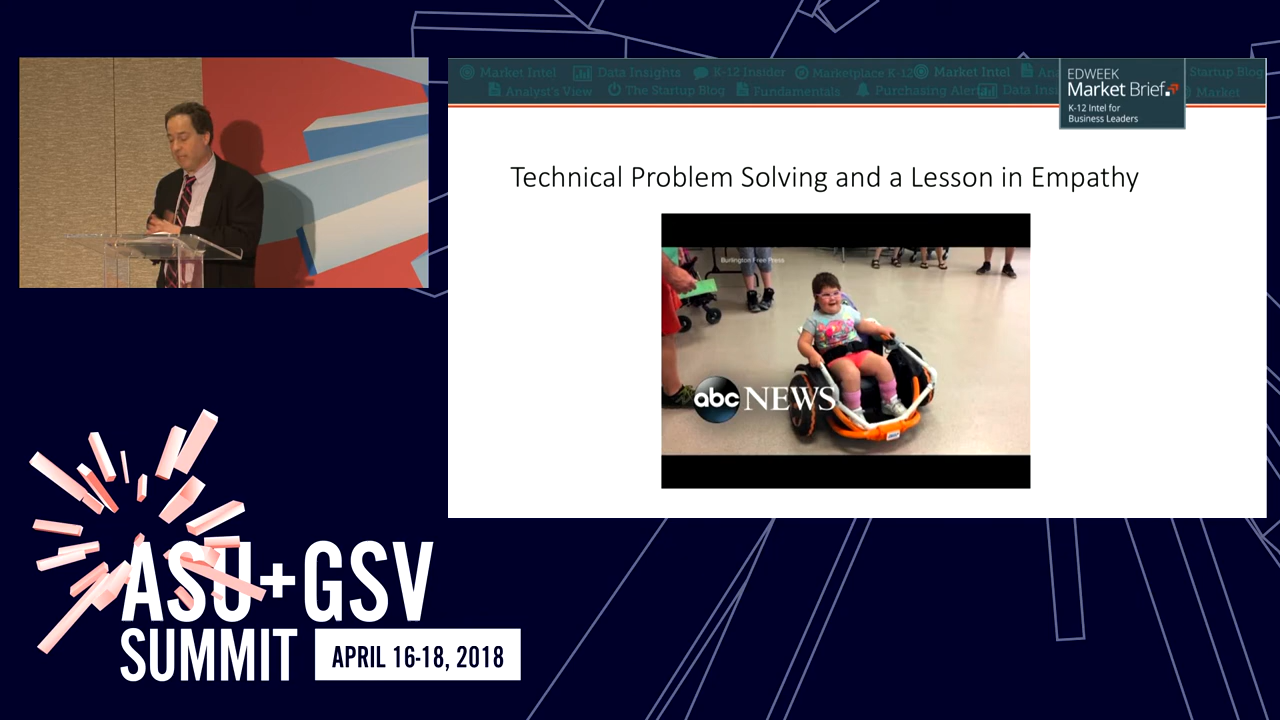 Market Intel Data Insights K-12 Insider Marketplace K-12 Market Intel
Startup Blog
Analyst's View The Startup Blog Fundamentals Purchasing Alert Data
Market
EDWEEK
Market Brief
K-12 Intel for
Business Leaders
Technical Problem Solving and a Lesson in Empathy
Burlington Free Press
abc NEWS
ASU+GSV
SUMMIT
APRIL 16-18, 2018